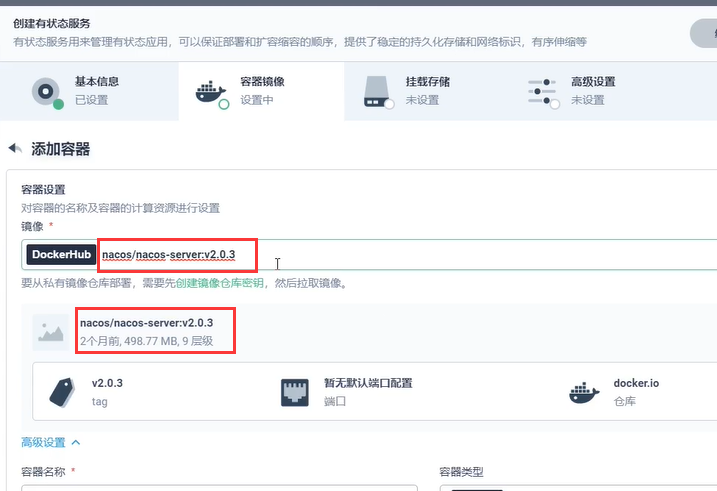 创建有状态服务
有状态服务用来管理有状态应用，可以保证部署和扩容缩容的顺序，提供了稳定的持久化存储和网络标识，有序伸缩等
基本信息
已设置
容器镜像
设置中
挂载存储
未设置
高级设置
未设置
添加容器
容器设置
对容器的名称及容器的计算资源进行设置
镜像 *
DockerHub nacos/nacos-server:v2.0.3
要从私有镜像仓库部署，需要先创建镜像仓库密钥，然后拉取镜像。
nacos/nacos-server:v2.0.3
2个月前, 498.77 MB, 9 层级
v2.0.3
tag
暂无默认端口配置
端口
docker.io
仓库
高级设置
容器名称 *
容器类型